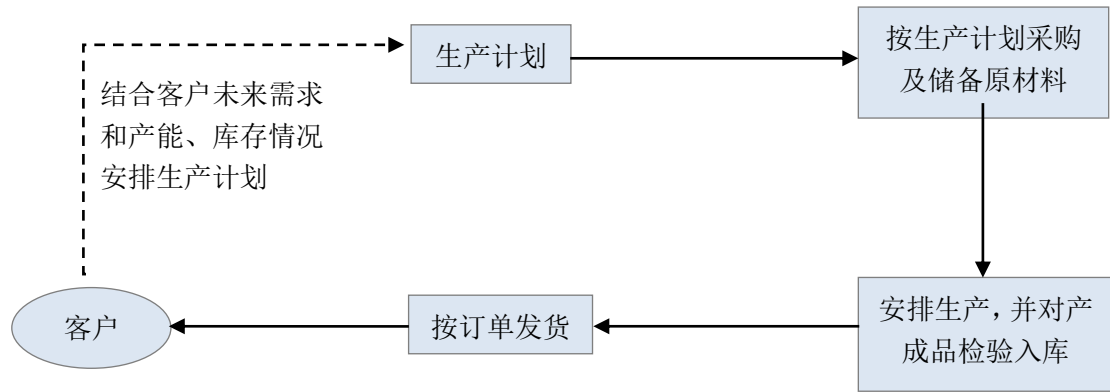 生产计划
按生产计划采购
及储备原材料
结合客户未来需求
和产能、库存情况
安排生产计划
客户
按订单发货
安排生产，并对产
成品检验入库